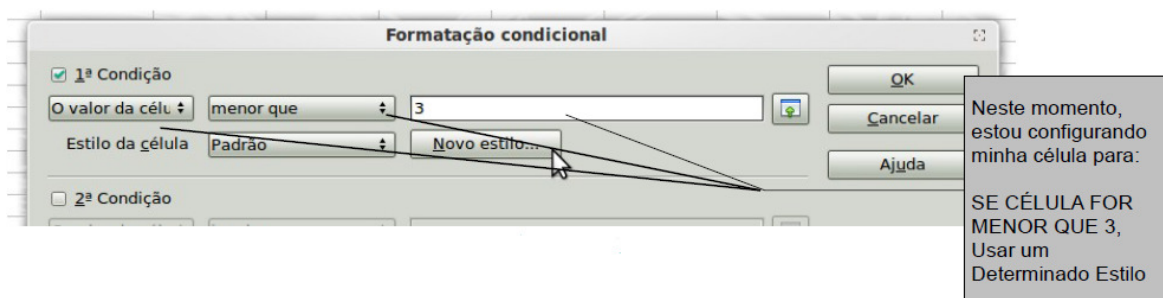 Formatação condicional
1ª Condição
O valor da célu menor que 3
Estilo da célula Padrão Novo estilo...
2ª Condição
OK
Cancelar
Ajuda
Neste momento,
estou configurando
minha célula para:
SE CÉLULA FOR
MENOR QUE 3,
Usar um
Determinado Estilo